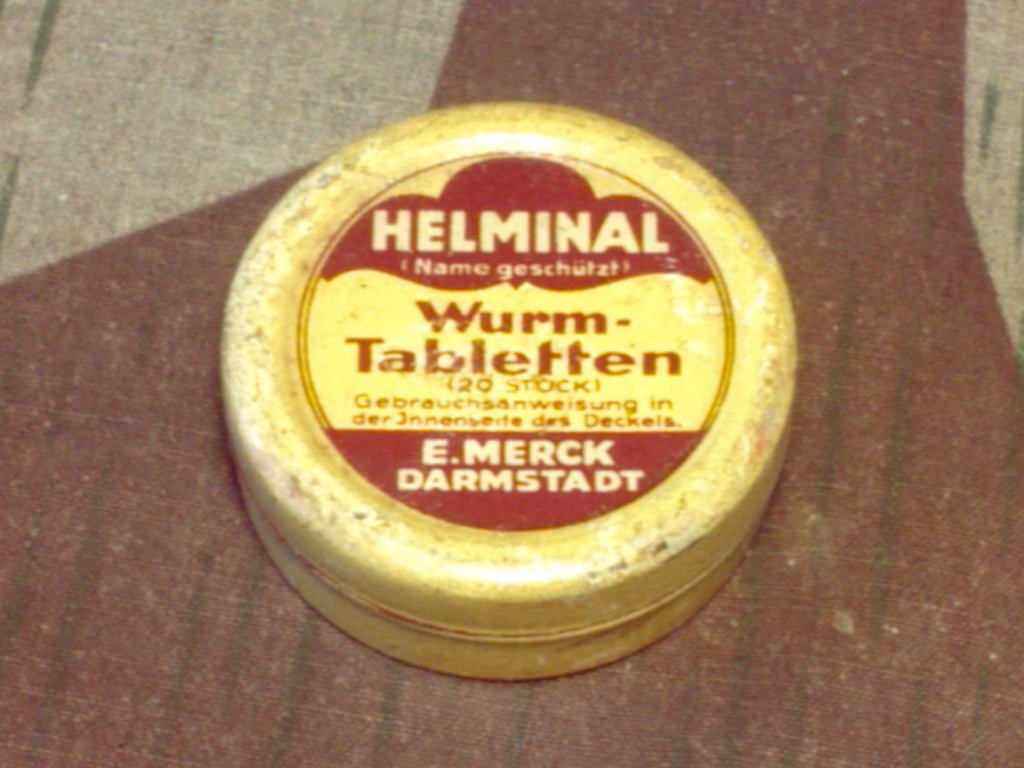 HELMINAL
(Name geschützt)
Wurm-
Tabletten
(20 STÜCK)
Gebrauchsanweisung in
der Innenseite des Deckels.
E. MERCK
DARMSTADT